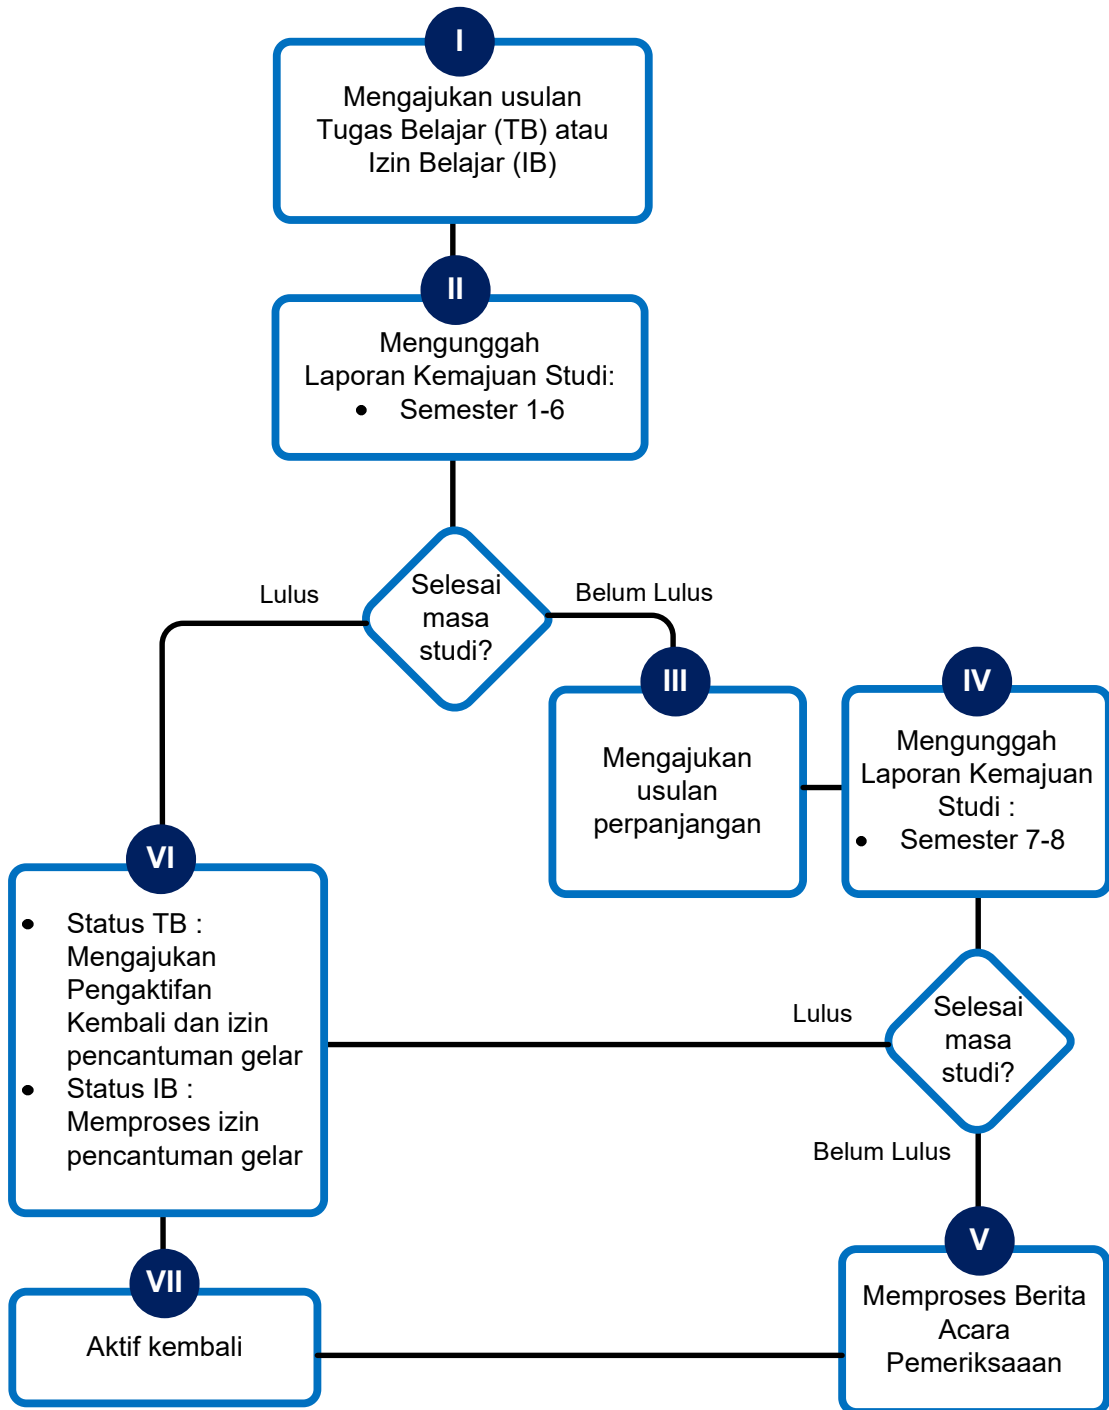 I
Mengajukan usulan
Tugas Belajar (TB) atau
Izin Belajar (IB)
II
Mengunggah
Laporan Kemajuan Studi:
• Semester 1-6
Selesai
masa
studi?
Lulus
Belum Lulus
III
Mengajukan
usulan
perpanjangan
IV
Mengunggah
Laporan Kemajuan
Studi :
• Semester 7-8
Selesai
masa
studi?
Lulus
Belum Lulus
V
Memproses Berita
Acara
Pemeriksaaan
VI
• Status TB :
Mengajukan
Pengaktifan
Kembali dan izin
pencantuman gelar
• Status IB :
Memproses izin
pencantuman gelar
VII
Aktif kembali